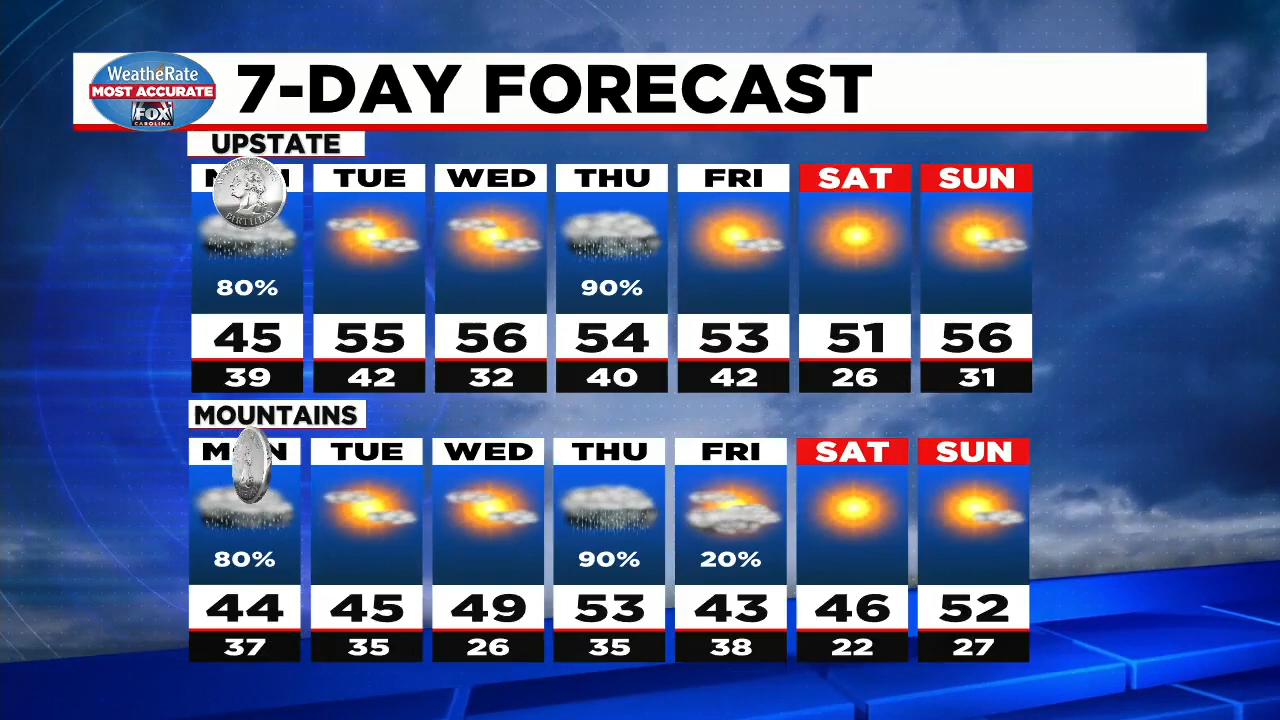 WeatheRate
MOST ACCURATE
FOX
CAROLINA
7-DAY FORECAST
UPSTATE
TUE WED THU FRI SAT SUN
80% 90%
45 55 56 54 53 51 56
39 42 32 40 42 26 31
MOUNTAINS
TUE WED THU FRI SAT SUN
80% 90% 20%
44 45 49 53 43 46 52
37 35 26 35 38 22 27